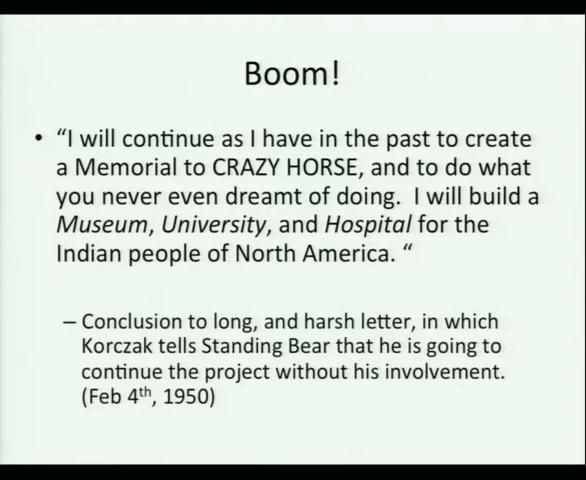 Boom!
• “I will continue as I have in the past to create
a Memorial to CRAZY HORSE, and to do what
you never even dreamt of doing.  I will build a
Museum, University, and Hospital for the
Indian people of North America. “
– Conclusion to long, and harsh letter, in which
Korczak tells Standing Bear that he is going to
continue the project without his involvement.
(Feb 4th, 1950)